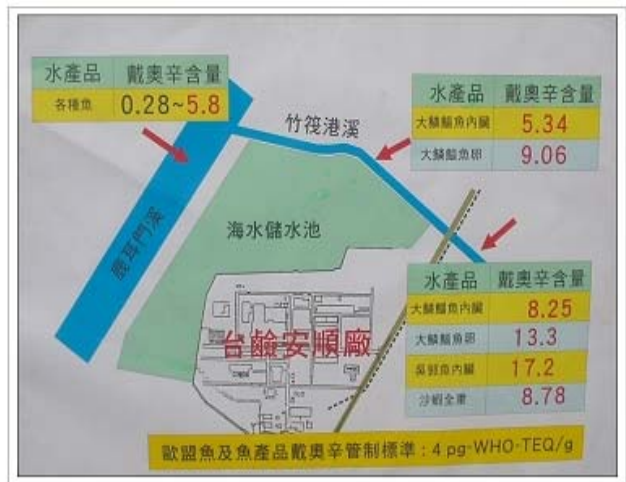 水產品 戴奧辛含量
各種魚 0.28~5.8
竹筏港溪
水產品 戴奧辛含量
大鱗鯔魚內臟 5.34
大鱗鯔魚卵 9.06
鹿耳門溪
海水儲水池
台鹼安順廠
水產品 戴奧辛含量
大鱗鯔魚內臟 8.25
大鱗鯔魚卵 13.3
吳郭魚內臟 17.2
沙蝦全重 8.78
歐盟魚及魚產品戴奧辛管制標準：4 pg-WHO-TEQ/g